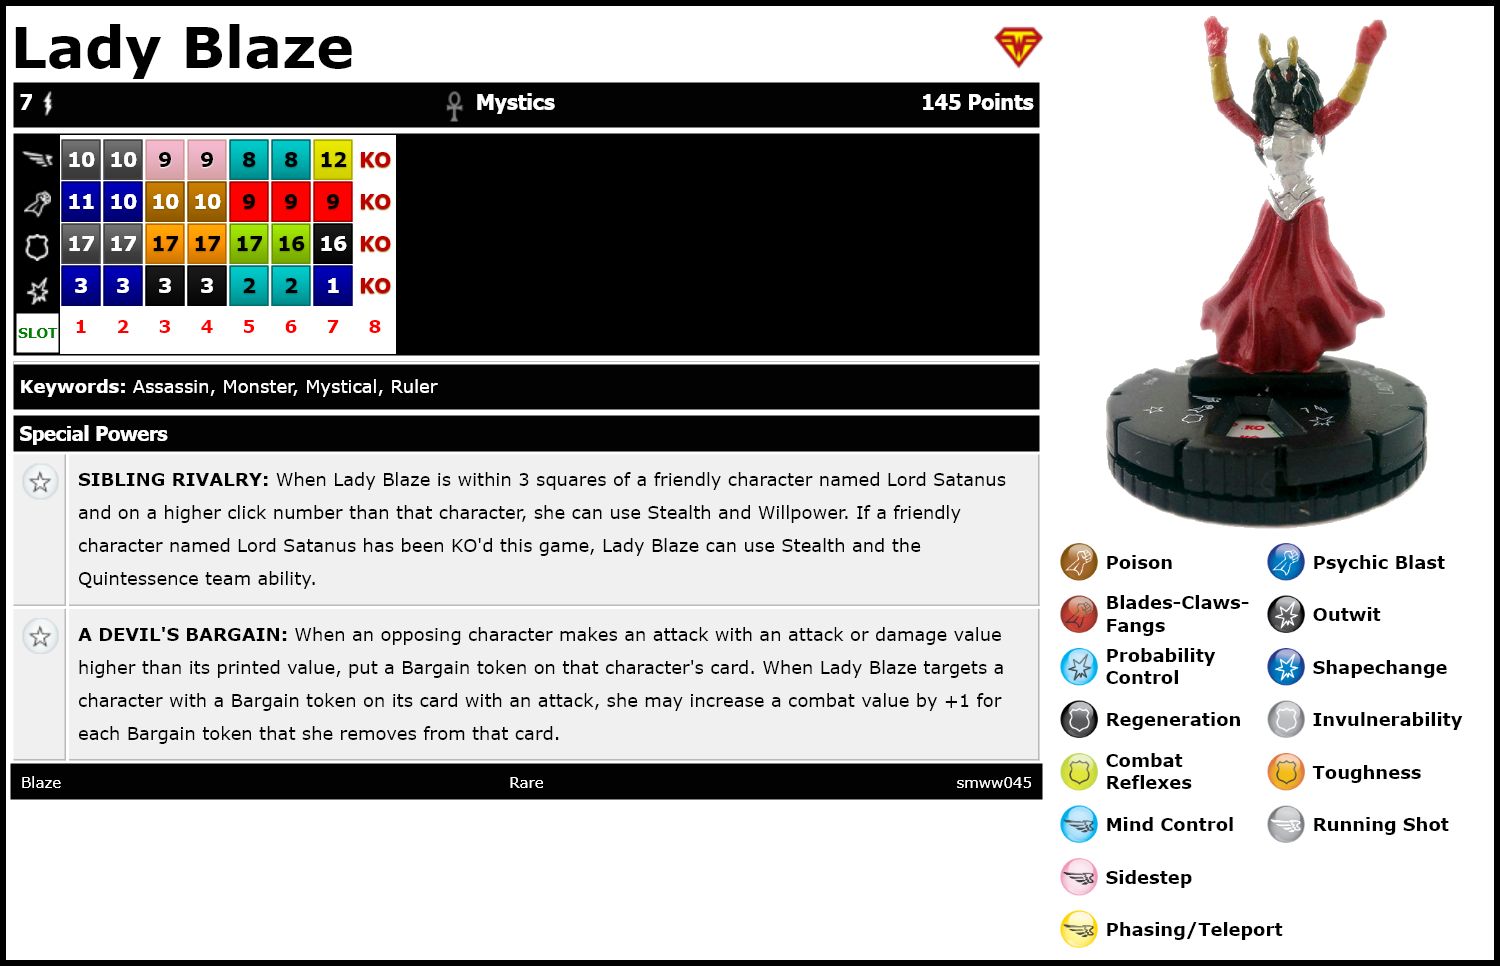 Lady Blaze
7 Mystics 145 Points
10 10 9 9 8 8 12 KO
11 10 10 10 9 9 9 KO
17 17 17 17 17 16 16 KO
3 3 3 3 2 2 1 KO
SLOT 1 2 3 4 5 6 7 8
Keywords: Assassin, Monster, Mystical, Ruler
Special Powers
SIBLING RIVALRY: When Lady Blaze is within 3 squares of a friendly character named Lord Satanus
and on a higher click number than that character, she can use Stealth and Willpower. If a friendly
character named Lord Satanus has been KO'd this game, Lady Blaze can use Stealth and the
Quintessence team ability.
A DEVIL'S BARGAIN: When an opposing character makes an attack with an attack or damage value
higher than its printed value, put a Bargain token on that character's card. When Lady Blaze targets a
character with a Bargain token on its card with an attack, she may increase a combat value by +1 for
each Bargain token that she removes from that card.
Blaze Rare smww045
KO
Poison Psychic Blast
Blades-Claws-
Fangs Outwit
Probability
Control Shapechange
Regeneration Invulnerability
Combat
Reflexes Toughness
Mind Control Running Shot
Sidestep
Phasing/Teleport